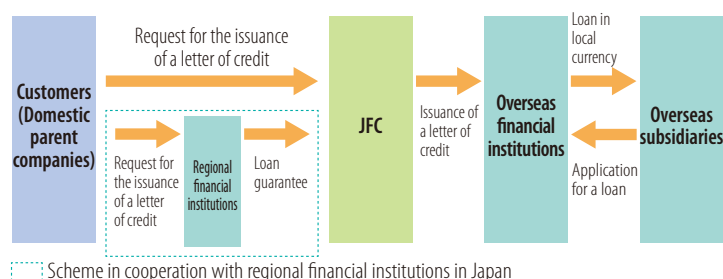 Customers
(Domestic
parent
companies)
Request for the issuance
of a letter of credit
Request for
the issuance
of a letter
of credit
Regional
financial
institutions
Loan
guarantee
JFC
Issuance of
a letter of
credit
Overseas
financial
institutions
Loan in
local
currency
Application
for a loan
Overseas
subsidiaries
Scheme in cooperation with regional financial institutions in Japan